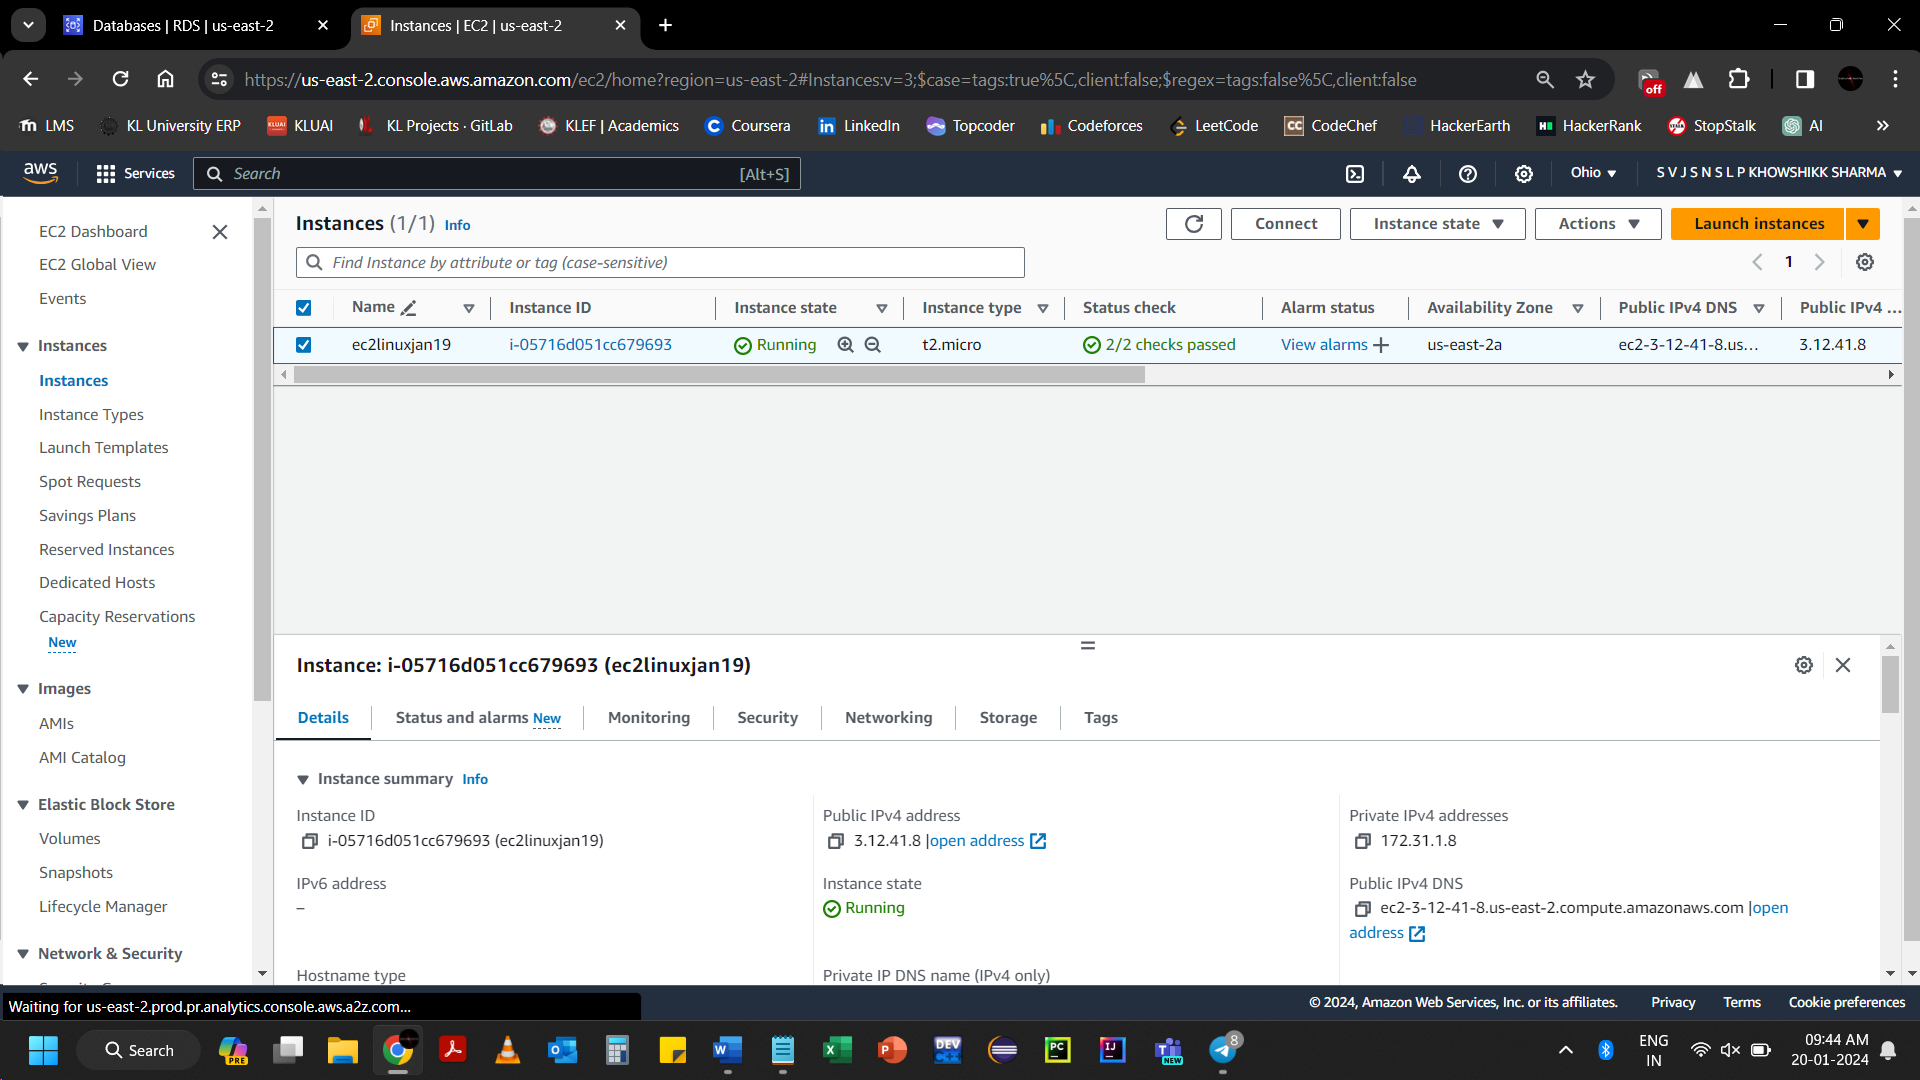 Databases | RDS | us-east-2
Instances | EC2 | us-east-2
https://us-east-2.console.aws.amazon.com/ec2/home?region=us-east-2#Instances:v=3;$case=tags:true%5C,client:false;$regex=tags:false%5C,client:false
off
LMS KL University ERP KLUAI KL Projects · GitLab KLEF | Academics Coursera LinkedIn Topcoder Codeforces LeetCode CodeChef HackerEarth HackerRank StopStalk AI
aws Services Search [Alt+S] Ohio S V J S N S L P KHOWSHIKK SHARMA
EC2 Dashboard
EC2 Global View
Events
Instances
Instances
Instance Types
Launch Templates
Spot Requests
Savings Plans
Reserved Instances
Dedicated Hosts
Capacity Reservations
New
Images
AMIs
AMI Catalog
Elastic Block Store
Volumes
Snapshots
Lifecycle Manager
Network & Security
Instances (1/1) Info Connect Instance state Actions Launch instances
Find Instance by attribute or tag (case-sensitive) 1
Name Instance ID Instance state Instance type Status check Alarm status Availability Zone Public IPv4 DNS Public IPv4 ...
ec2linuxjan19 i-05716d051cc679693 Running t2.micro 2/2 checks passed View alarms us-east-2a ec2-3-12-41-8.us... 3.12.41.8
Instance: i-05716d051cc679693 (ec2linuxjan19)
Details Status and alarms New Monitoring Security Networking Storage Tags
Instance summary Info
Instance ID
i-05716d051cc679693 (ec2linuxjan19)
Public IPv4 address
3.12.41.8 |open address
Private IPv4 addresses
172.31.1.8
IPv6 address
–
Instance state
Running
Public IPv4 DNS
ec2-3-12-41-8.us-east-2.compute.amazonaws.com |open
address
Hostname type
Private IP DNS name (IPv4 only)
Waiting for us-east-2.prod.pr.analytics.console.aws.a2z.com...
© 2024, Amazon Web Services, Inc. or its affiliates. Privacy Terms Cookie preferences
Search
PRE
DEV
C++
PC
IJ
NEW
8
ENG
IN
09:44 AM
20-01-2024